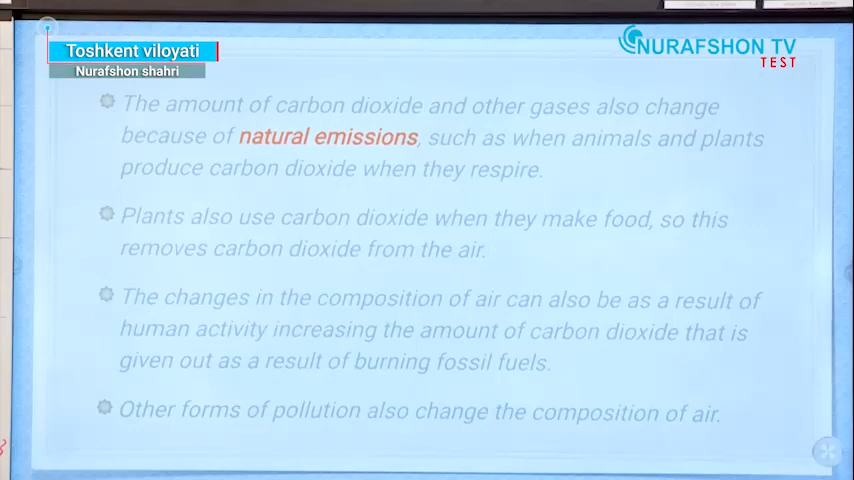 Toshkent viloyati
Nurafshon shahri
NURAFSHON TV
TEST
The amount of carbon dioxide and other gases also change
because of natural emissions, such as when animals and plants
produce carbon dioxide when they respire.
Plants also use carbon dioxide when they make food, so this
removes carbon dioxide from the air.
The changes in the composition of air can also be as a result of
human activity increasing the amount of carbon dioxide that is
given out as a result of burning fossil fuels.
Other forms of pollution also change the composition of air.